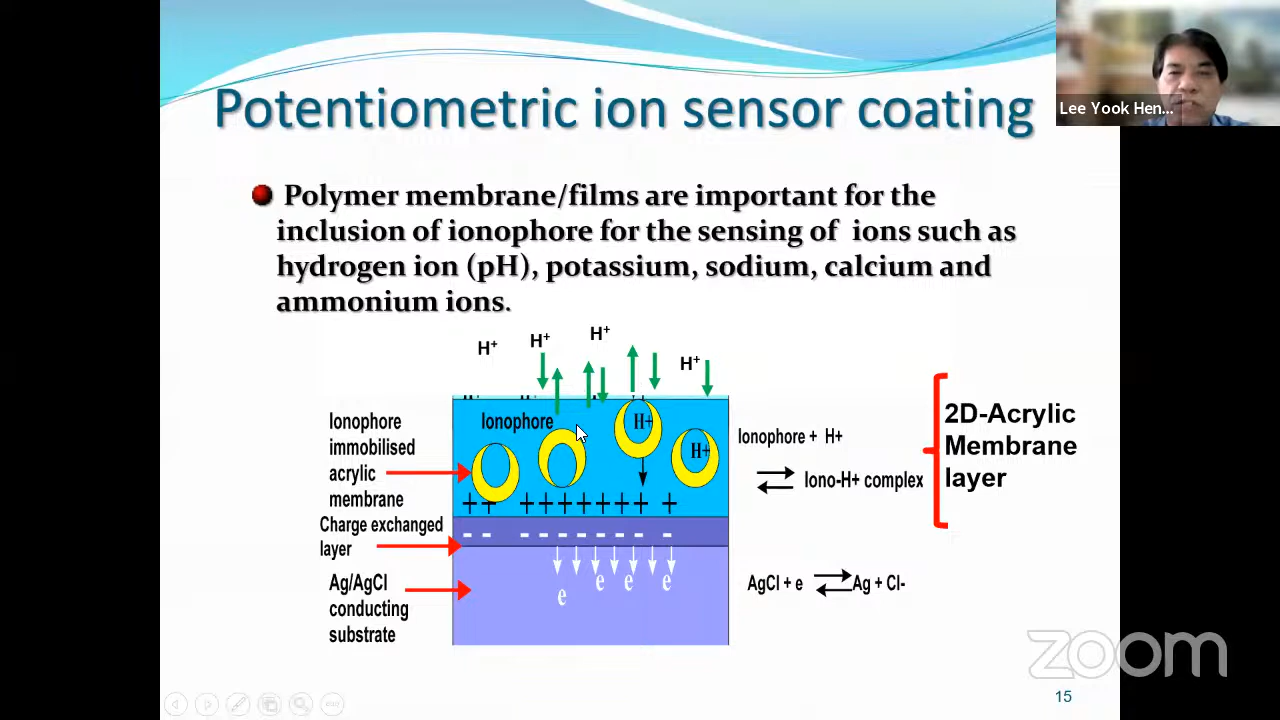 Potentiometric ion sensor coating
Lee Yook Hen...
Polymer membrane/films are important for the
inclusion of ionophore for the sensing of ions such as
hydrogen ion (pH), potassium, sodium, calcium and
ammonium ions.
H+
H+
H+
H+
Ionophore
immobilised
acrylic
membrane
Charge exchanged
layer
Ag/AgCl
conducting
substrate
Ionophore
H+
H+
+ + + + + + + + + +
- - - - - - - - - -
e e e e
Ionophore + H+
⇌ Iono-H+ complex
AgCl + e ⇌ Ag + Cl-
2D-Acrylic
Membrane
layer
zoom
15